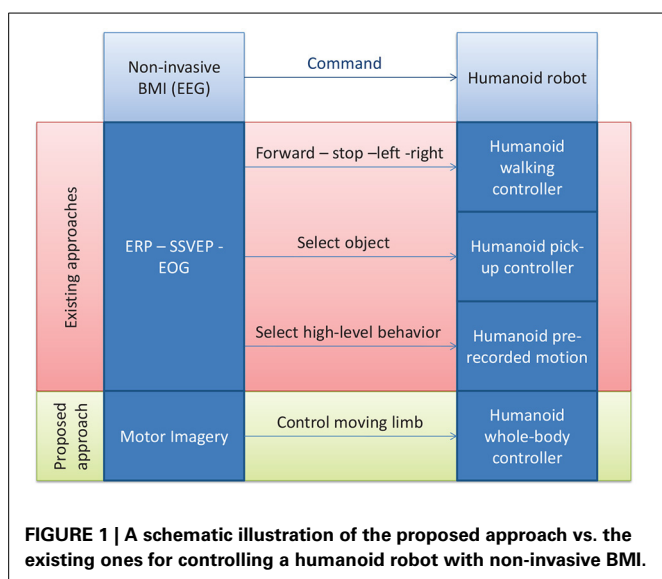 Non-invasive
BMI (EEG)
Command
Humanoid robot
Existing approaches
ERP – SSVEP -
EOG
Forward – stop –left -right
Humanoid
walking
controller
Select object
Humanoid pick-
up controller
Select high-level behavior
Humanoid pre-
recorded motion
Proposed
approach
Motor Imagery
Control moving limb
Humanoid
whole-body
controller
FIGURE 1 | A schematic illustration of the proposed approach vs. the
existing ones for controlling a humanoid robot with non-invasive BMI.